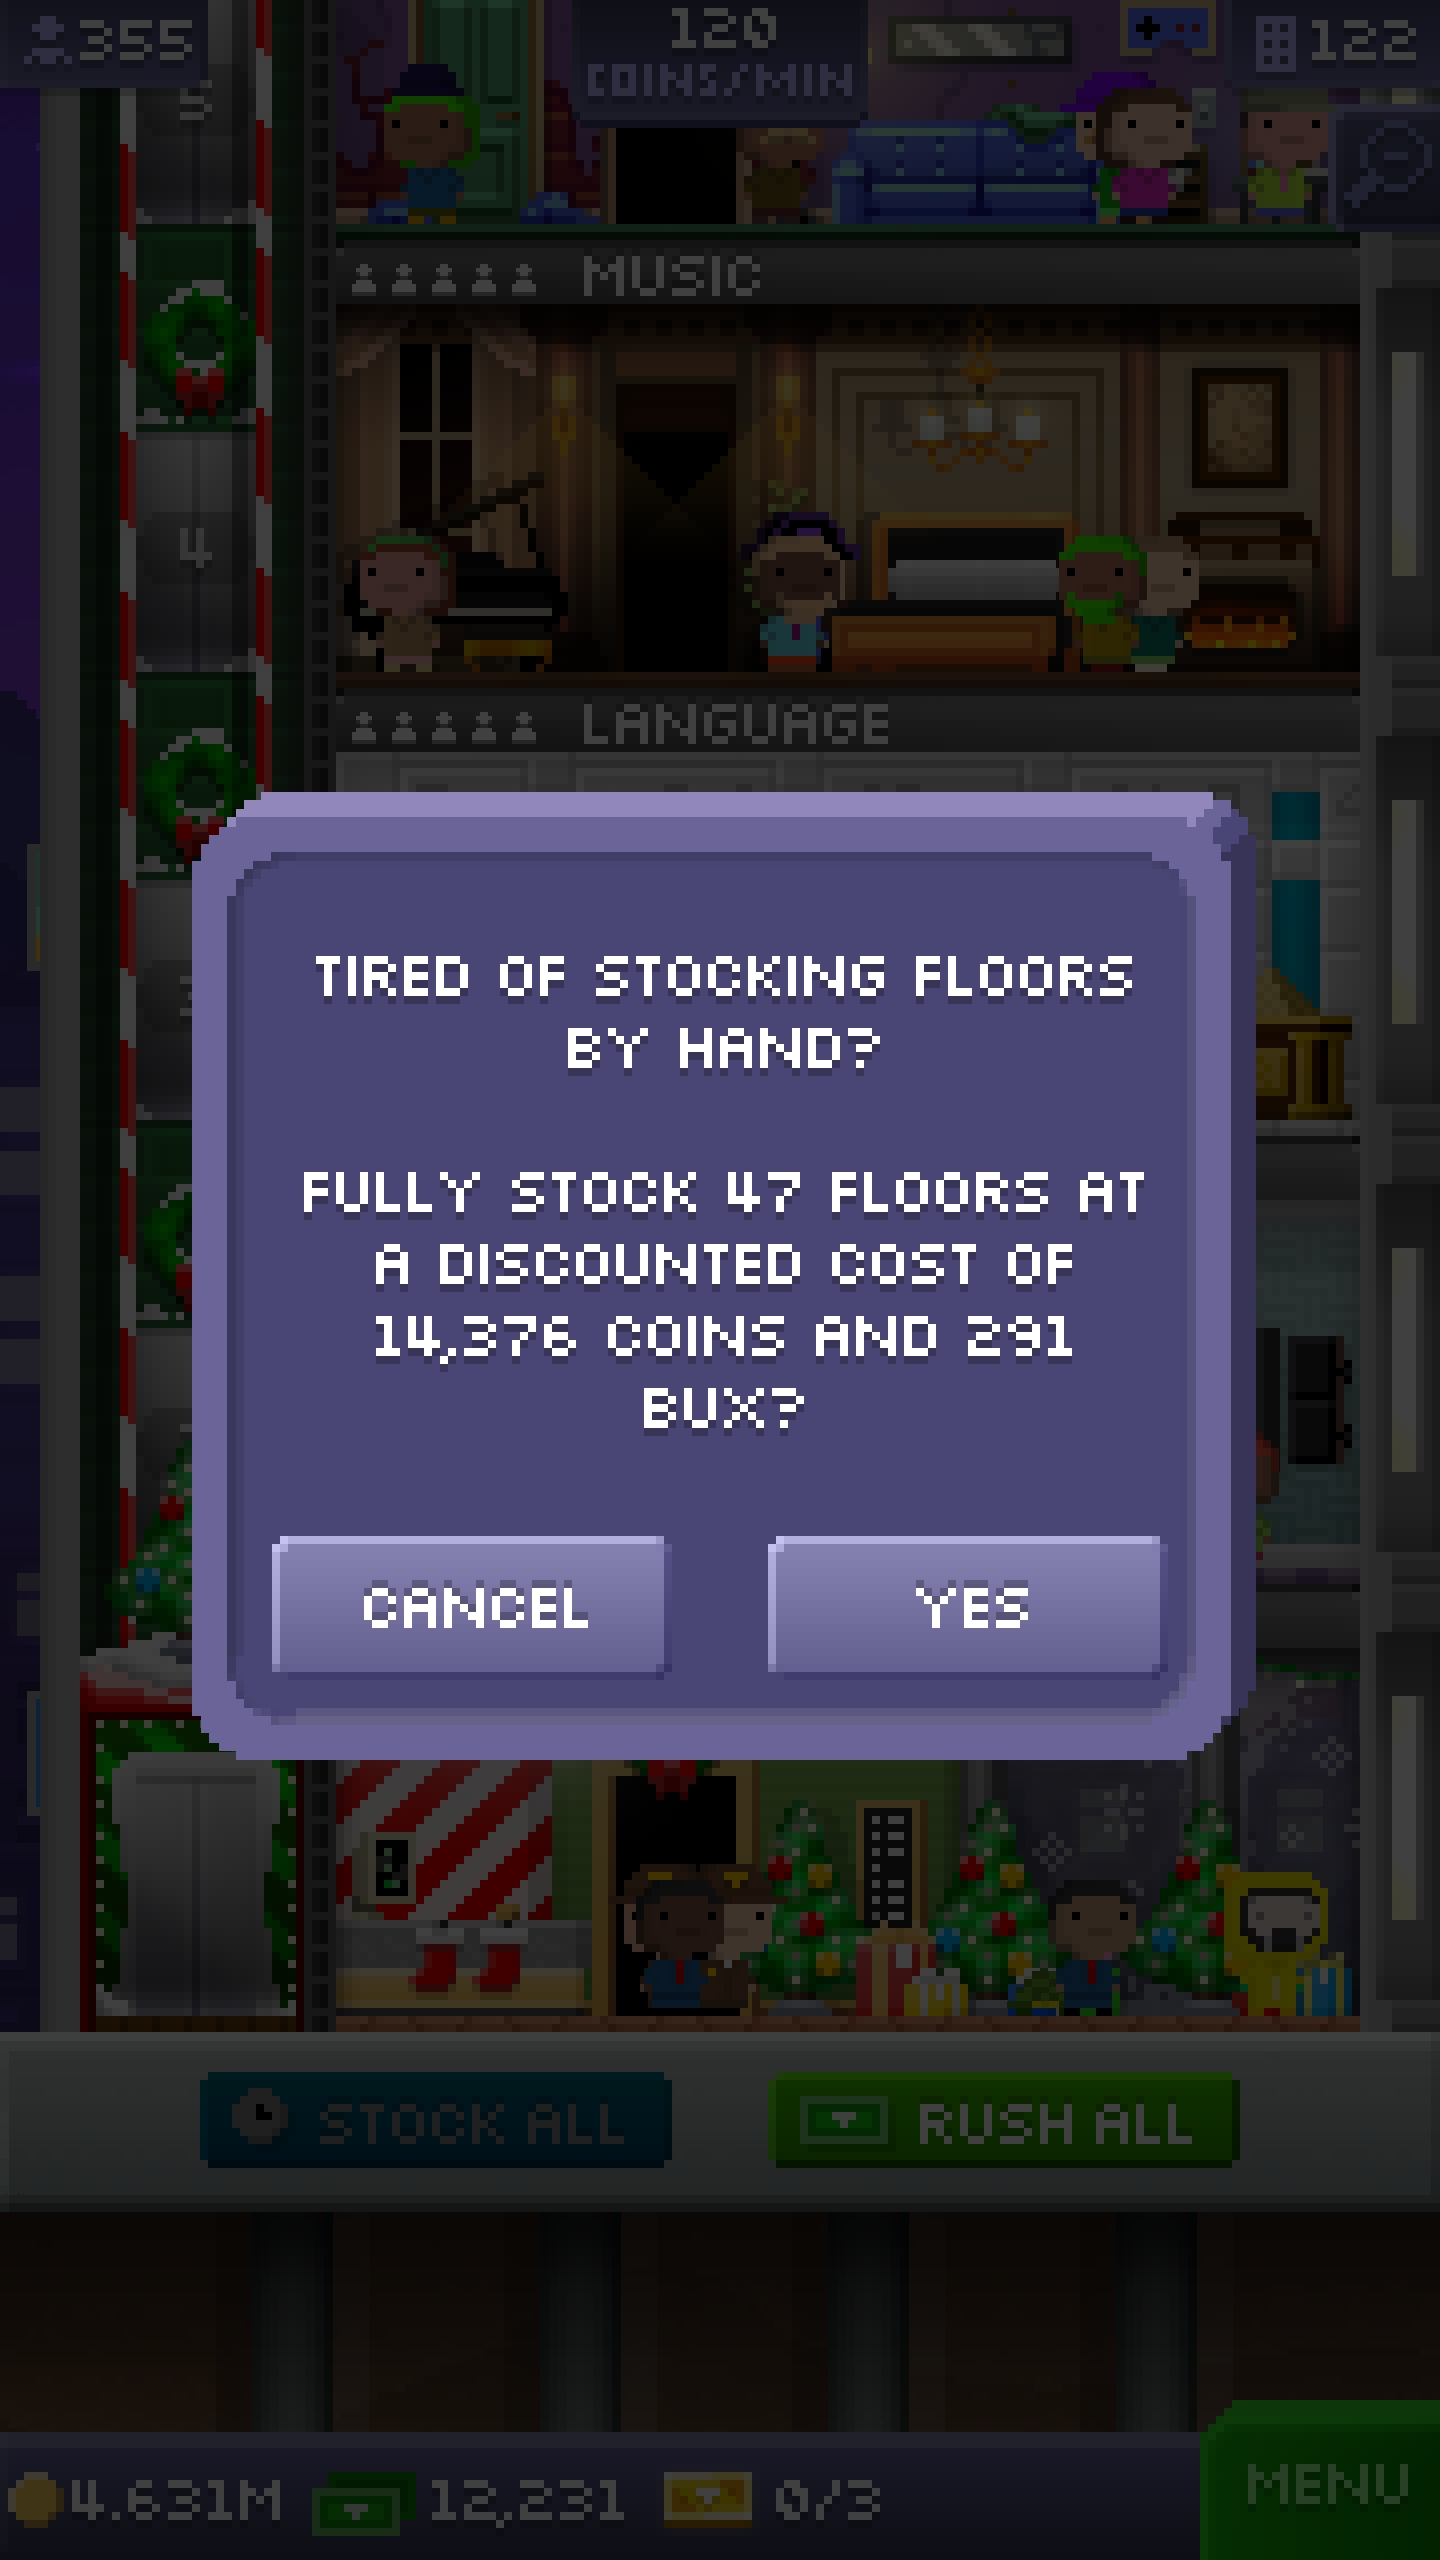 355
120
COINS/MIN
122
5
MUSIC
4
LANGUAGE
TIRED OF STOCKING FLOORS
BY HAND?
FULLY STOCK 47 FLOORS AT
A DISCOUNTED COST OF
14,376 COINS AND 291
BUX?
CANCEL
YES
STOCK ALL
RUSH ALL
4.631M
12,231
0/3
MENU